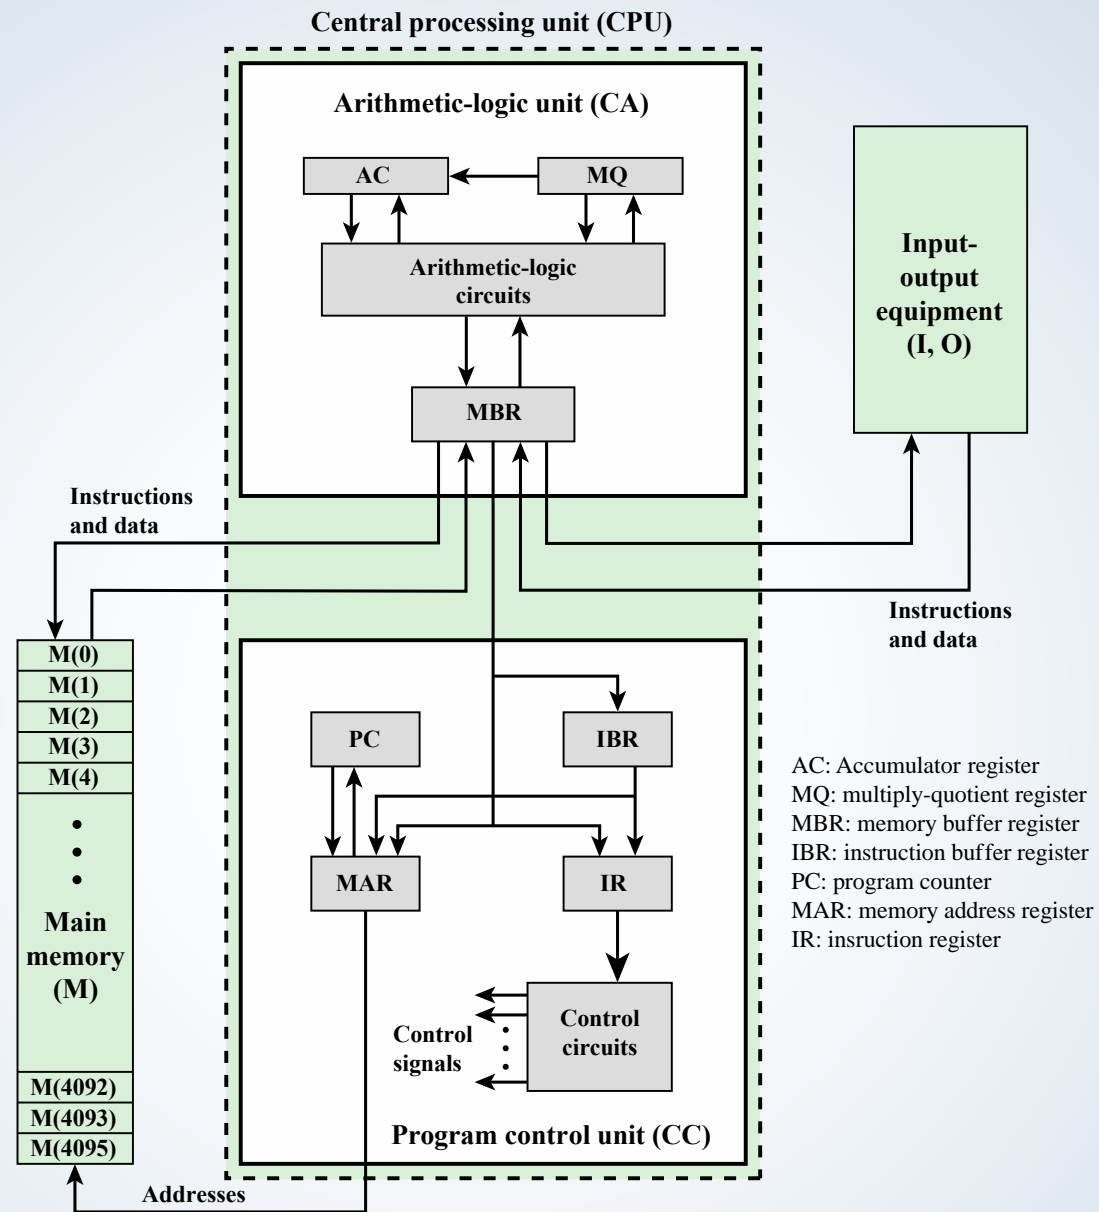 Central processing unit (CPU)
Arithmetic-logic unit (CA)
AC
MQ
Arithmetic-logic
circuits
MBR
Input-
output
equipment
(I, O)
Instructions
and data
Instructions
and data
M(0)
M(1)
M(2)
M(3)
M(4)
Main
memory
(M)
M(4092)
M(4093)
M(4095)
PC
IBR
MAR
IR
Control
circuits
Control
signals
Program control unit (CC)
Addresses
AC: Accumulator register
MQ: multiply-quotient register
MBR: memory buffer register
IBR: instruction buffer register
PC: program counter
MAR: memory address register
IR: insruction register